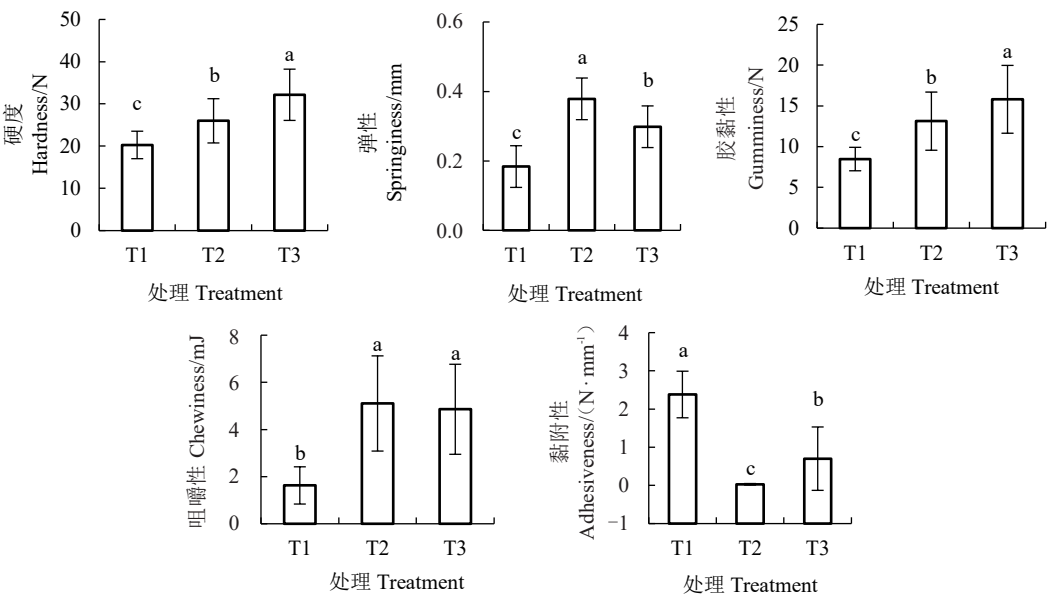 硬度
Hardness/N
50
40
30
20
10
0
c
b
a
T1 T2 T3
处理 Treatment
弹性
Springiness/mm
0.6
0.4
0.2
0.0
c
a
b
T1 T2 T3
处理 Treatment
胶黏性
Gumminess/N
25
20
15
10
5
0
c
b
a
T1 T2 T3
处理 Treatment
咀嚼性 Chewiness/mJ
8
6
4
2
0
b
a
a
T1 T2 T3
处理 Treatment
黏附性
Adhesiveness/(N·mm⁻¹)
4
3
2
1
0
−1
a
c
b
T1 T2 T3
处理 Treatment